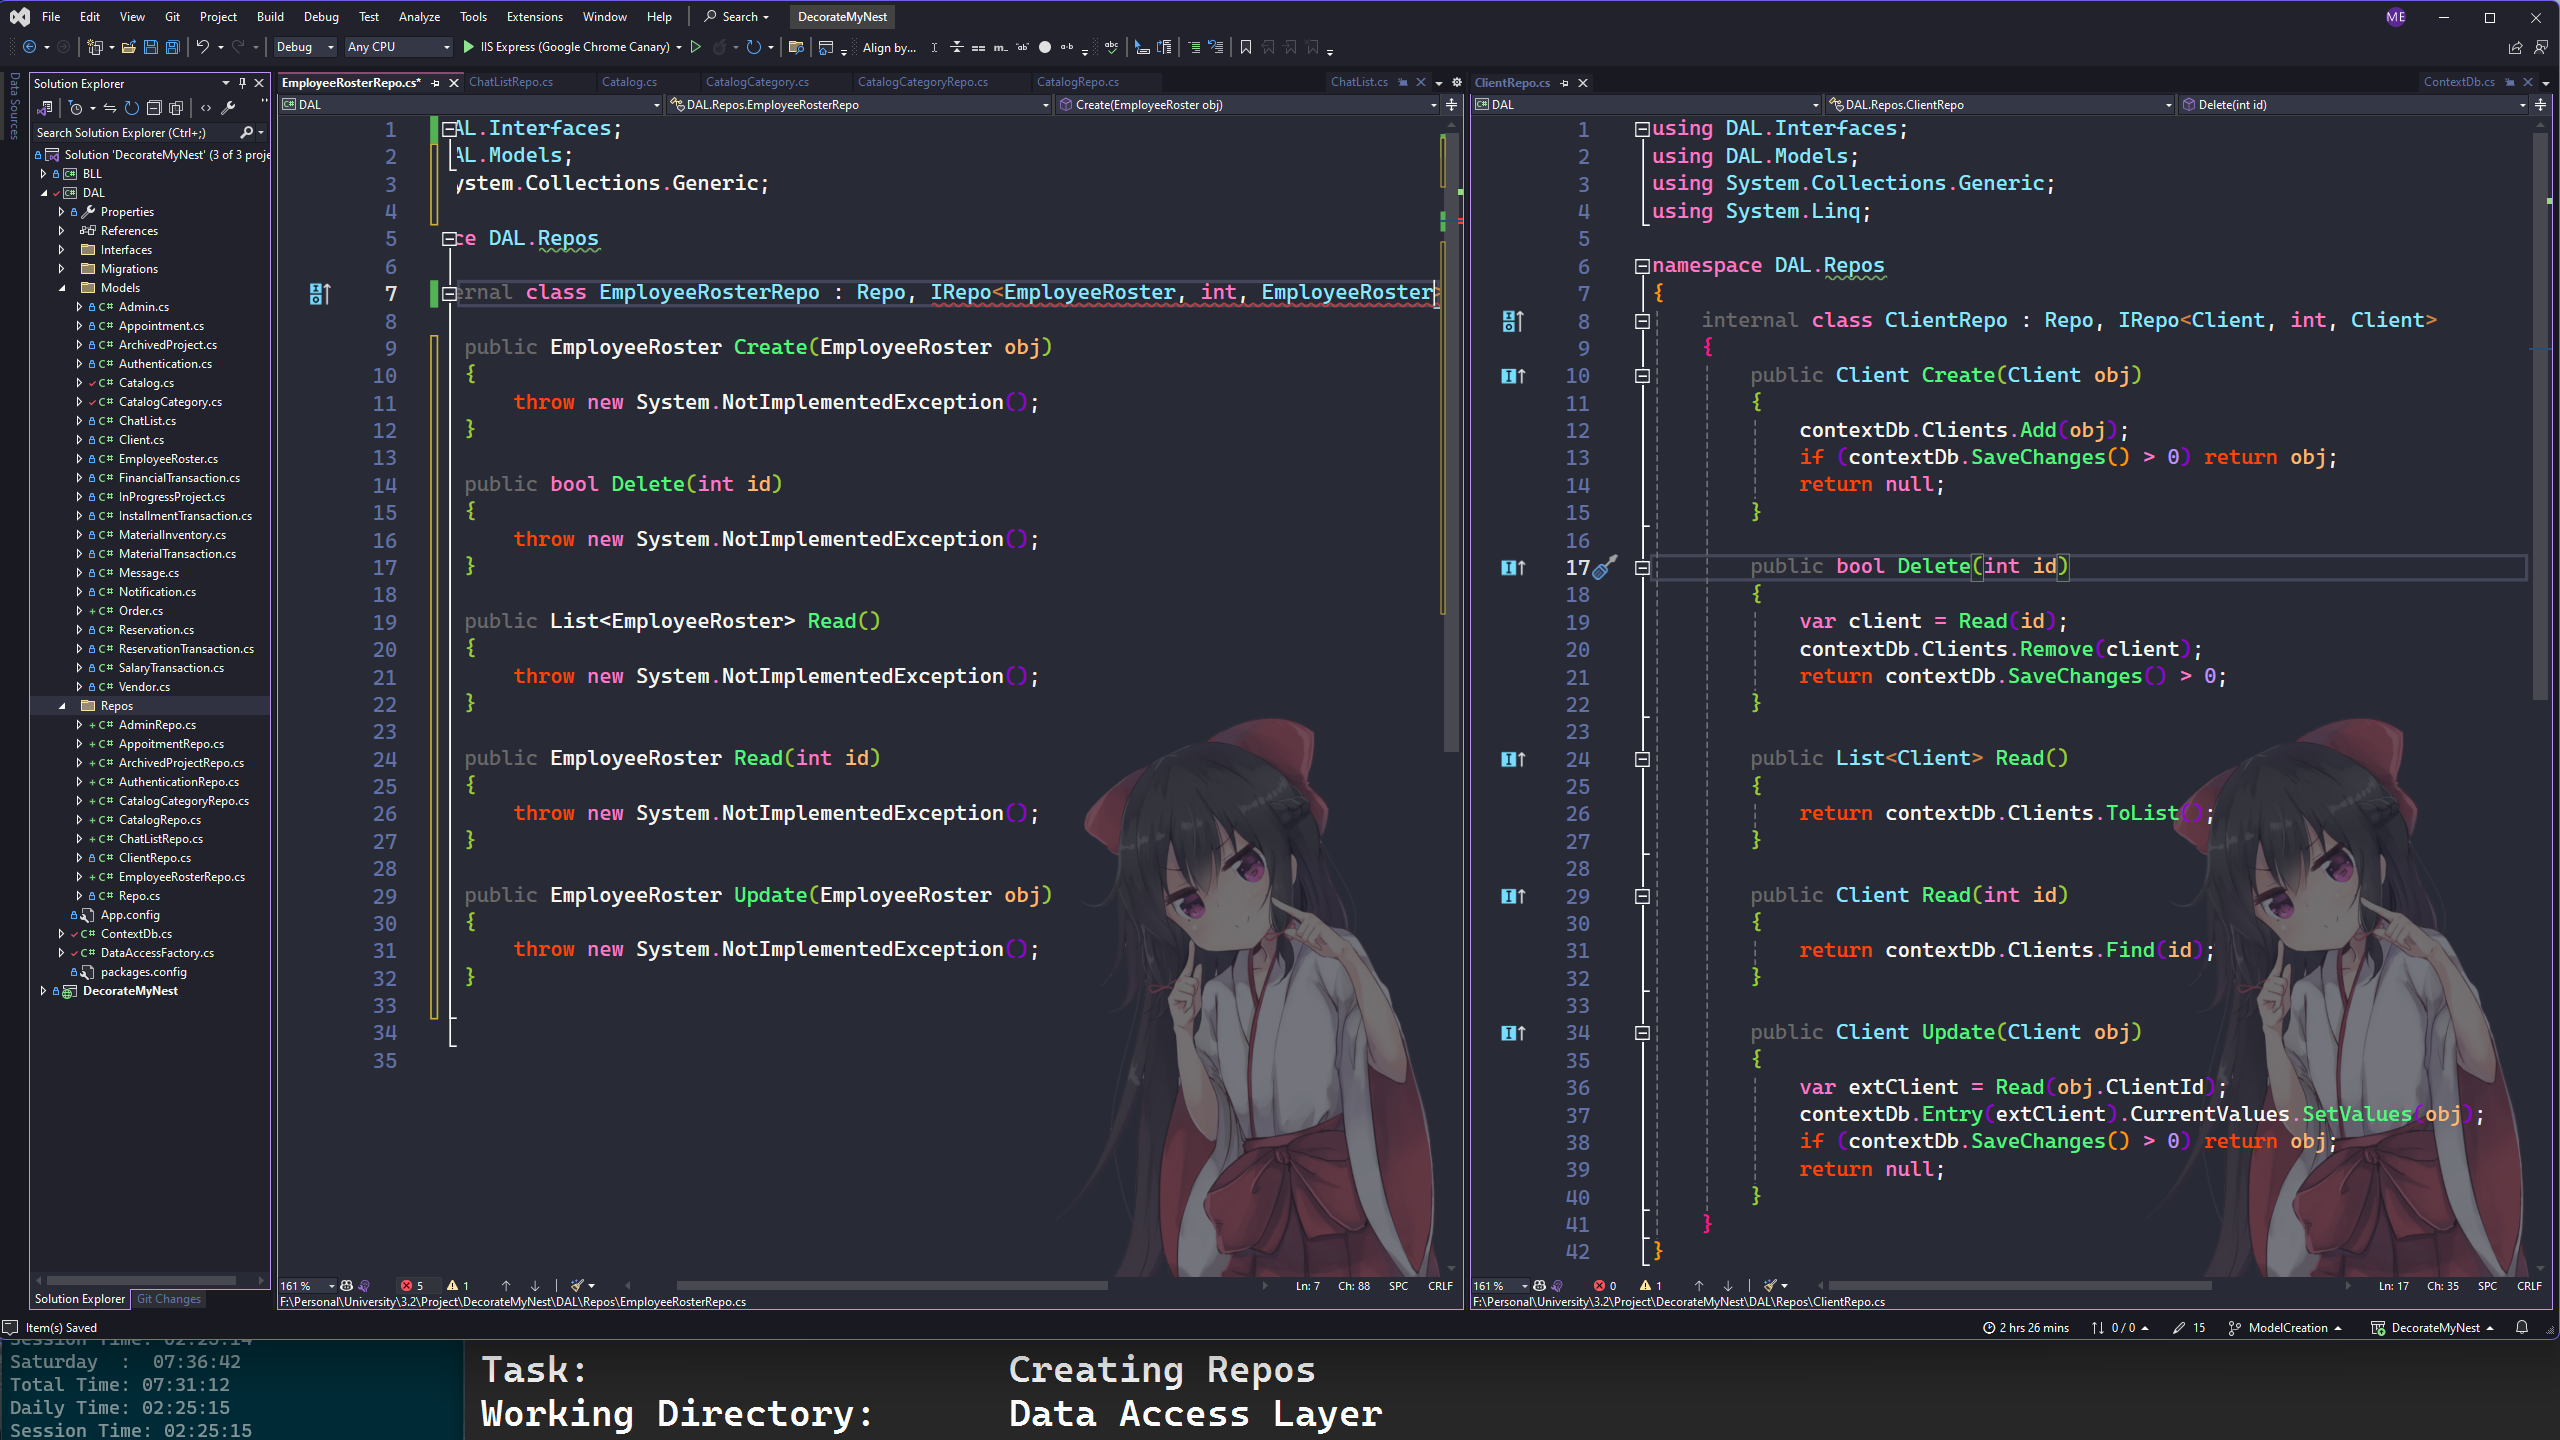 File Edit View Git Project Build Debug Test Analyze Tools Extensions Window Help Search DecorateMyNest ME
Debug Any CPU IIS Express (Google Chrome Canary) Align by...
Data Sources
Solution Explorer
Search Solution Explorer (Ctrl+;)
Solution 'DecorateMyNest' (3 of 3 proje
BLL
DAL
Properties
References
Interfaces
Migrations
Models
Admin.cs
Appointment.cs
ArchivedProject.cs
Authentication.cs
Catalog.cs
CatalogCategory.cs
ChatList.cs
Client.cs
EmployeeRoster.cs
FinancialTransaction.cs
InProgressProject.cs
InstallmentTransaction.cs
MaterialInventory.cs
MaterialTransaction.cs
Message.cs
Notification.cs
Order.cs
Reservation.cs
ReservationTransaction.cs
SalaryTransaction.cs
Vendor.cs
Repos
AdminRepo.cs
AppoitmentRepo.cs
ArchivedProjectRepo.cs
AuthenticationRepo.cs
CatalogCategoryRepo.cs
CatalogRepo.cs
ChatListRepo.cs
ClientRepo.cs
EmployeeRosterRepo.cs
Repo.cs
App.config
ContextDb.cs
DataAccessFactory.cs
packages.config
DecorateMyNest
Solution Explorer Git Changes
EmployeeRosterRepo.cs* ChatListRepo.cs Catalog.cs CatalogCategory.cs CatalogCategoryRepo.cs CatalogRepo.cs ChatList.cs
DAL DAL.Repos.EmployeeRosterRepo Create(EmployeeRoster obj)
1 AL.Interfaces;
2 AL.Models;
3 ystem.Collections.Generic;
4
5 ce DAL.Repos
6
7 ernal class EmployeeRosterRepo : Repo, IRepo<EmployeeRoster, int, EmployeeRoster>
8
9 public EmployeeRoster Create(EmployeeRoster obj)
10 {
11 throw new System.NotImplementedException();
12 }
13
14 public bool Delete(int id)
15 {
16 throw new System.NotImplementedException();
17 }
18
19 public List<EmployeeRoster> Read()
20 {
21 throw new System.NotImplementedException();
22 }
23
24 public EmployeeRoster Read(int id)
25 {
26 throw new System.NotImplementedException();
27 }
28
29 public EmployeeRoster Update(EmployeeRoster obj)
30 {
31 throw new System.NotImplementedException();
32 }
33
34
35
161 % 5 1 Ln: 7 Ch: 88 SPC CRLF
F:\Personal\University\3.2\Project\DecorateMyNest\DAL\Repos\EmployeeRosterRepo.cs
ClientRepo.cs ContextDb.cs
DAL DAL.Repos.ClientRepo Delete(int id)
1 using DAL.Interfaces;
2 using DAL.Models;
3 using System.Collections.Generic;
4 using System.Linq;
5
6 namespace DAL.Repos
7 {
8 internal class ClientRepo : Repo, IRepo<Client, int, Client>
9 {
10 public Client Create(Client obj)
11 {
12 contextDb.Clients.Add(obj);
13 if (contextDb.SaveChanges() > 0) return obj;
14 return null;
15 }
16
17 public bool Delete(int id)
18 {
19 var client = Read(id);
20 contextDb.Clients.Remove(client);
21 return contextDb.SaveChanges() > 0;
22 }
23
24 public List<Client> Read()
25 {
26 return contextDb.Clients.ToList();
27 }
28
29 public Client Read(int id)
30 {
31 return contextDb.Clients.Find(id);
32 }
33
34 public Client Update(Client obj)
35 {
36 var extClient = Read(obj.ClientId);
37 contextDb.Entry(extClient).CurrentValues.SetValues(obj);
38 if (contextDb.SaveChanges() > 0) return obj;
39 return null;
40 }
41 }
42 }
161 % 0 1 Ln: 17 Ch: 35 SPC CRLF
F:\Personal\University\3.2\Project\DecorateMyNest\DAL\Repos\ClientRepo.cs
Item(s) Saved 2 hrs 26 mins 0 / 0 15 ModelCreation DecorateMyNest
Session Time: 02:25:14
Saturday : 07:36:42
Total Time: 07:31:12
Daily Time: 02:25:15
Session Time: 02:25:15
Task: Creating Repos
Working Directory: Data Access Layer